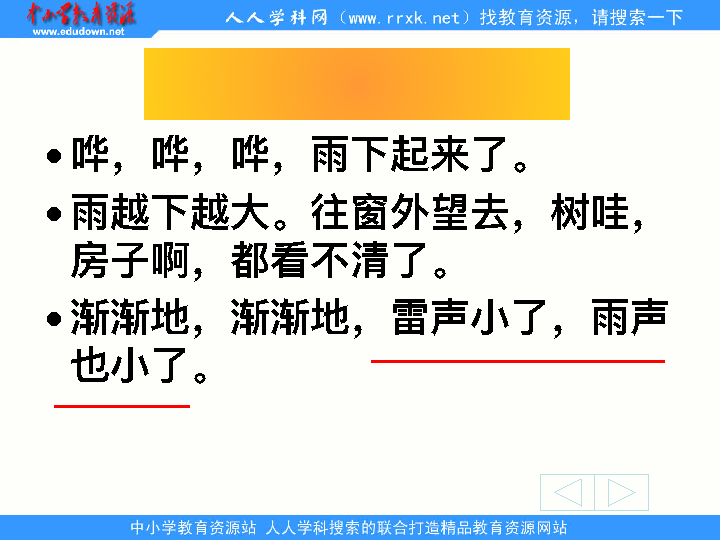 中小学教育资源
www.edudown.net
人人学科网（www.rrxk.net）找教育资源，请搜索一下
哗，哗，哗，雨下起来了。
雨越下越大。往窗外望去，树哇，
房子啊，都看不清了。
渐渐地，渐渐地，雷声小了，雨声
也小了。
中小学教育资源站 人人学科搜索的联合打造精品教育资源网站